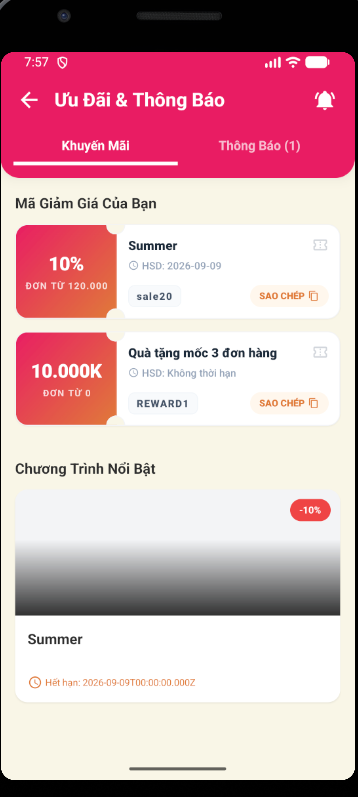 7:57
Ưu Đãi & Thông Báo
Khuyến Mãi
Thông Báo (1)
Mã Giảm Giá Của Bạn
10%
ĐƠN TỪ 120.000
Summer
HSD: 2026-09-09
sale20
SAO CHÉP
10.000K
ĐƠN TỪ 0
Quà tặng mốc 3 đơn hàng
HSD: Không thời hạn
REWARD1
SAO CHÉP
Chương Trình Nổi Bật
-10%
Summer
Hết hạn: 2026-09-09T00:00:00.000Z